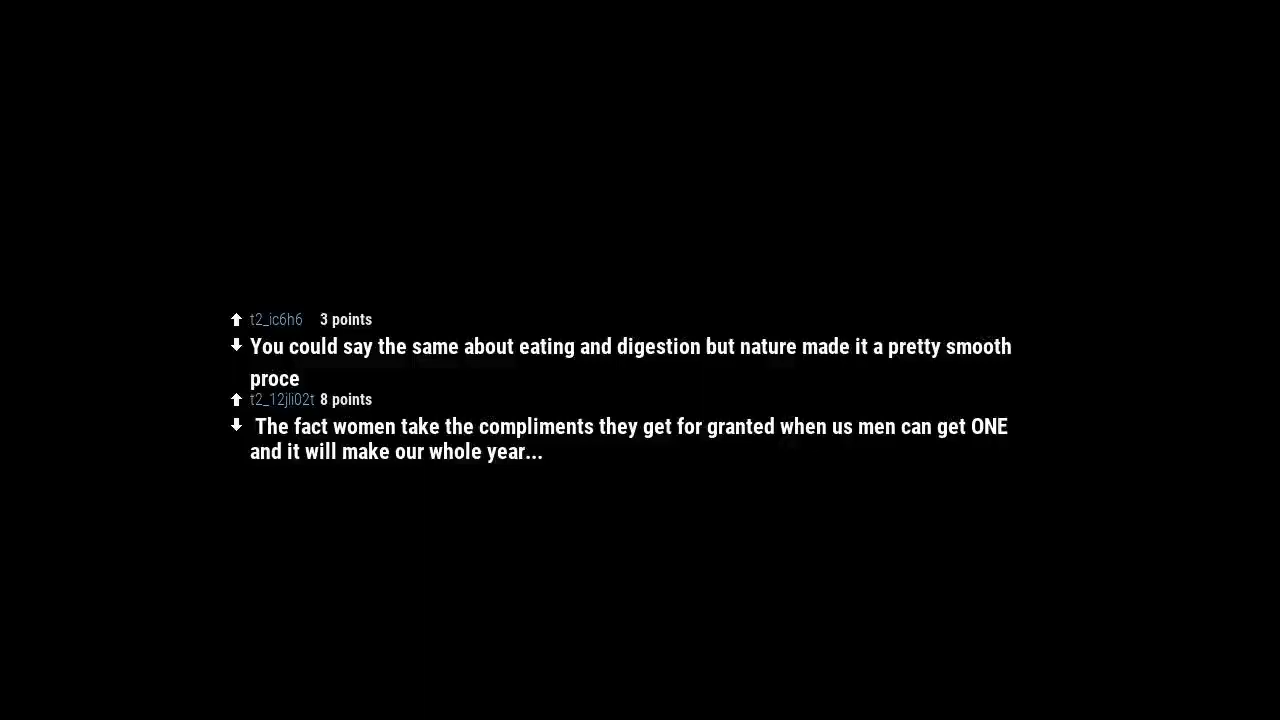 t2_ic6h6 3 points
You could say the same about eating and digestion but nature made it a pretty smooth
proce
t2_12jli02t 8 points
The fact women take the compliments they get for granted when us men can get ONE
and it will make our whole year...